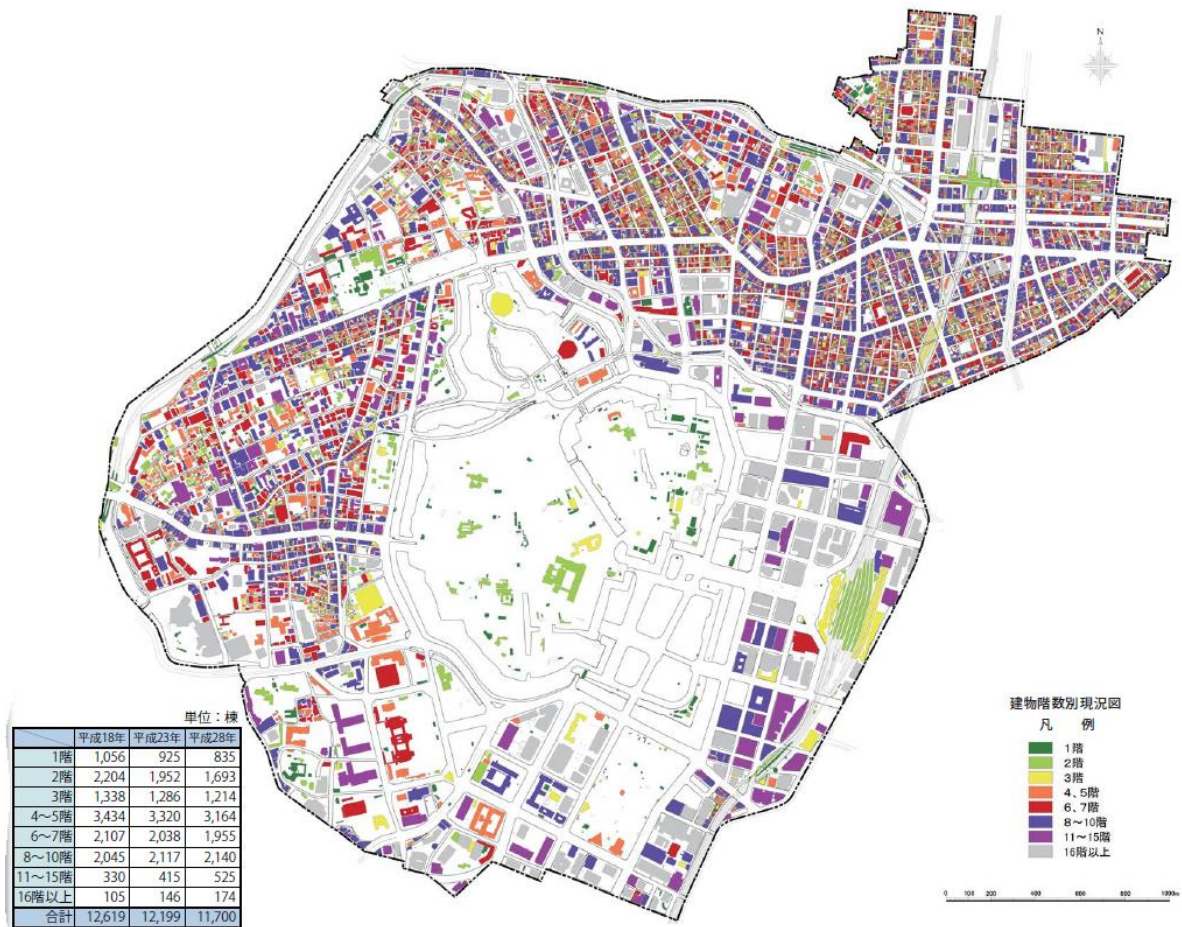 N
単位：棟
平成18年 平成23年 平成28年
1階 1,056 925 835
2階 2,204 1,952 1,693
3階 1,338 1,286 1,214
4～5階 3,434 3,320 3,164
6～7階 2,107 2,038 1,955
8～10階 2,045 2,117 2,140
11～15階 330 415 525
16階以上 105 146 174
合計 12,619 12,199 11,700
建物階数別現況図
凡 例
1階
2階
3階
4、5階
6、7階
8～10階
11～15階
16階以上
0 100 200 400 600 800 1000m